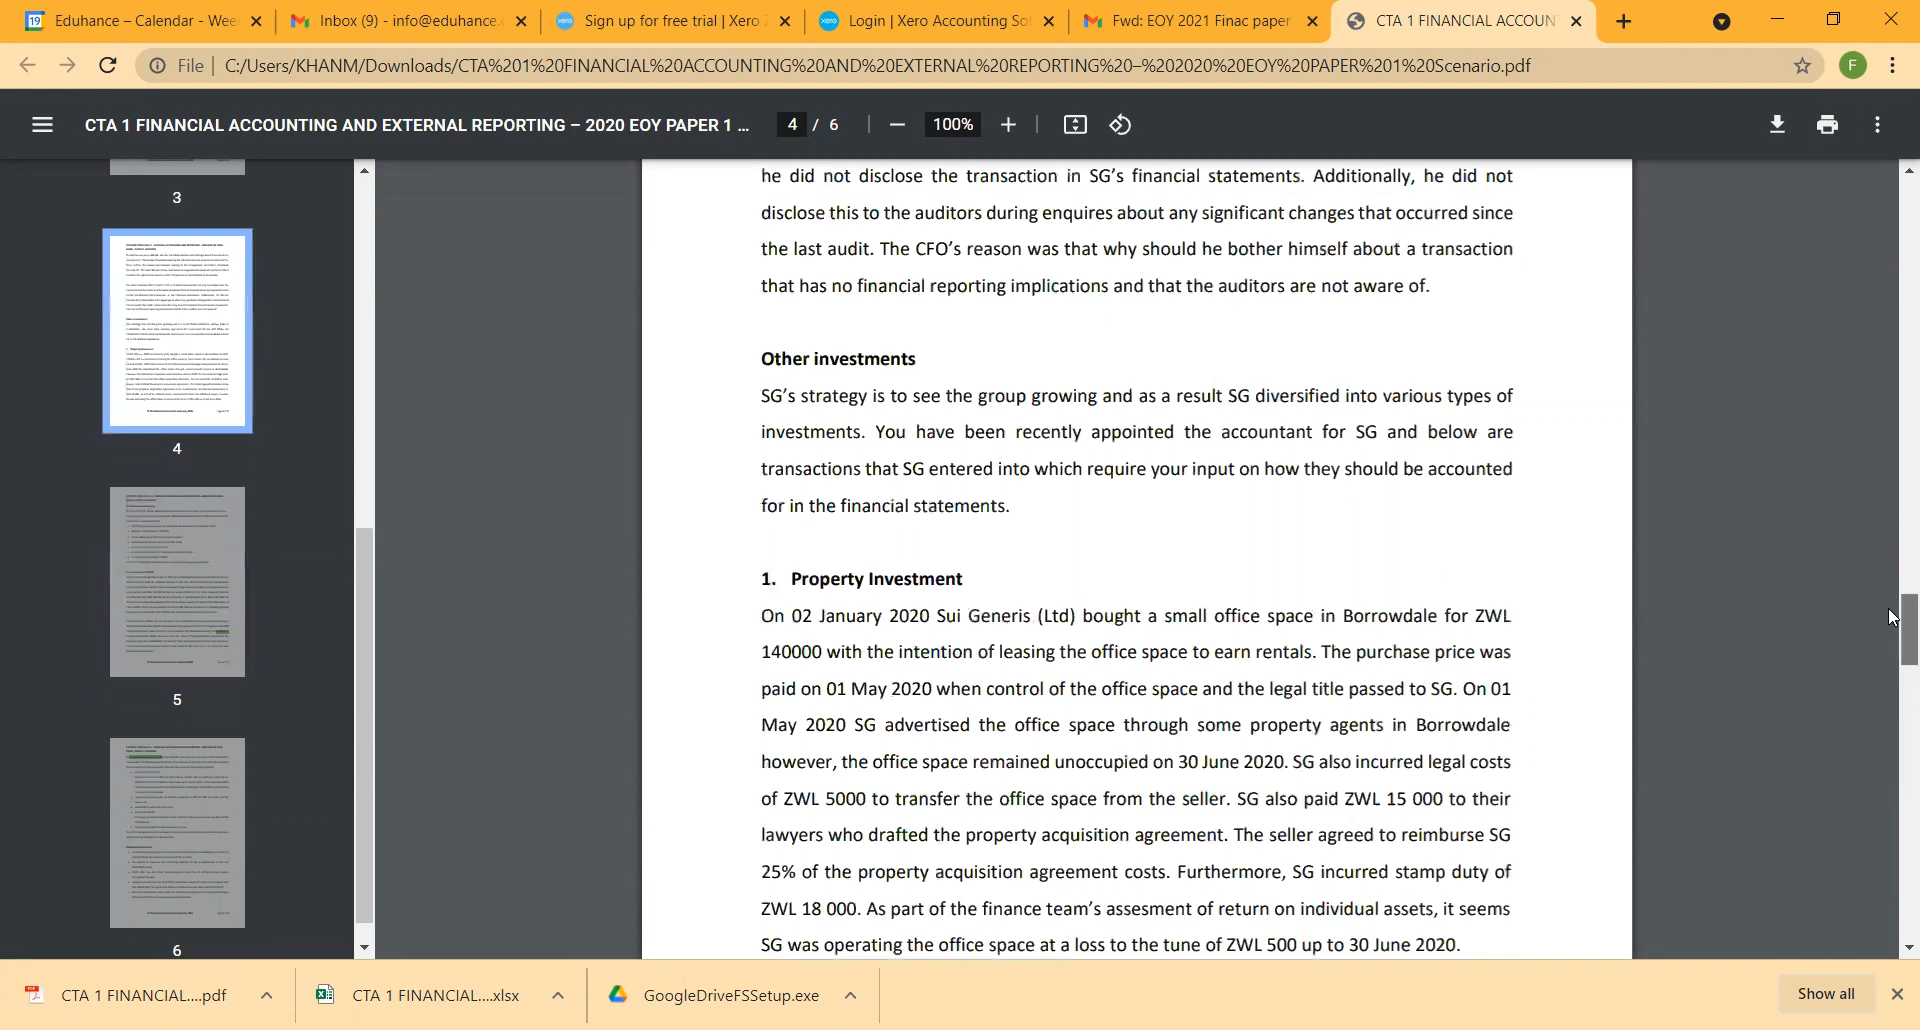 Eduhance – Calendar - Wee
Inbox (9) - info@eduhance.
Sign up for free trial | Xero
Login | Xero Accounting So
Fwd: EOY 2021 Finac paper
CTA 1 FINANCIAL ACCOUN
File | C:/Users/KHANM/Downloads/CTA%201%20FINANCIAL%20ACCOUNTING%20AND%20EXTERNAL%20REPORTING%20–%202020%20EOY%20PAPER%201%20Scenario.pdf
F
CTA 1 FINANCIAL ACCOUNTING AND EXTERNAL REPORTING – 2020 EOY PAPER 1 ...
4 / 6
100%
3
4
5
6
he did not disclose the transaction in SG's financial statements. Additionally, he did not
disclose this to the auditors during enquires about any significant changes that occurred since
the last audit. The CFO's reason was that why should he bother himself about a transaction
that has no financial reporting implications and that the auditors are not aware of.
Other investments
SG's strategy is to see the group growing and as a result SG diversified into various types of
investments. You have been recently appointed the accountant for SG and below are
transactions that SG entered into which require your input on how they should be accounted
for in the financial statements.
1. Property Investment
On 02 January 2020 Sui Generis (Ltd) bought a small office space in Borrowdale for ZWL
140000 with the intention of leasing the office space to earn rentals. The purchase price was
paid on 01 May 2020 when control of the office space and the legal title passed to SG. On 01
May 2020 SG advertised the office space through some property agents in Borrowdale
however, the office space remained unoccupied on 30 June 2020. SG also incurred legal costs
of ZWL 5000 to transfer the office space from the seller. SG also paid ZWL 15 000 to their
lawyers who drafted the property acquisition agreement. The seller agreed to reimburse SG
25% of the property acquisition agreement costs. Furthermore, SG incurred stamp duty of
ZWL 18 000. As part of the finance team's assesment of return on individual assets, it seems
SG was operating the office space at a loss to the tune of ZWL 500 up to 30 June 2020.
CTA 1 FINANCIAL....pdf
CTA 1 FINANCIAL....xlsx
GoogleDriveFSSetup.exe
Show all